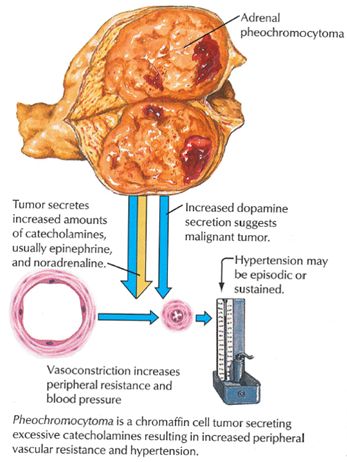 Adrenal
pheochromocytoma
Tumor secretes
increased amounts
of catecholamines,
usually epinephrine,
and noradrenaline.
Increased dopamine
secretion suggests
malignant tumor.
Hypertension may
be episodic or
sustained.
Vasoconstriction increases
peripheral resistance and
blood pressure
Pheochromocytoma is a chromaffin cell tumor secreting
excessive catecholamines resulting in increased peripheral
vascular resistance and hypertension.